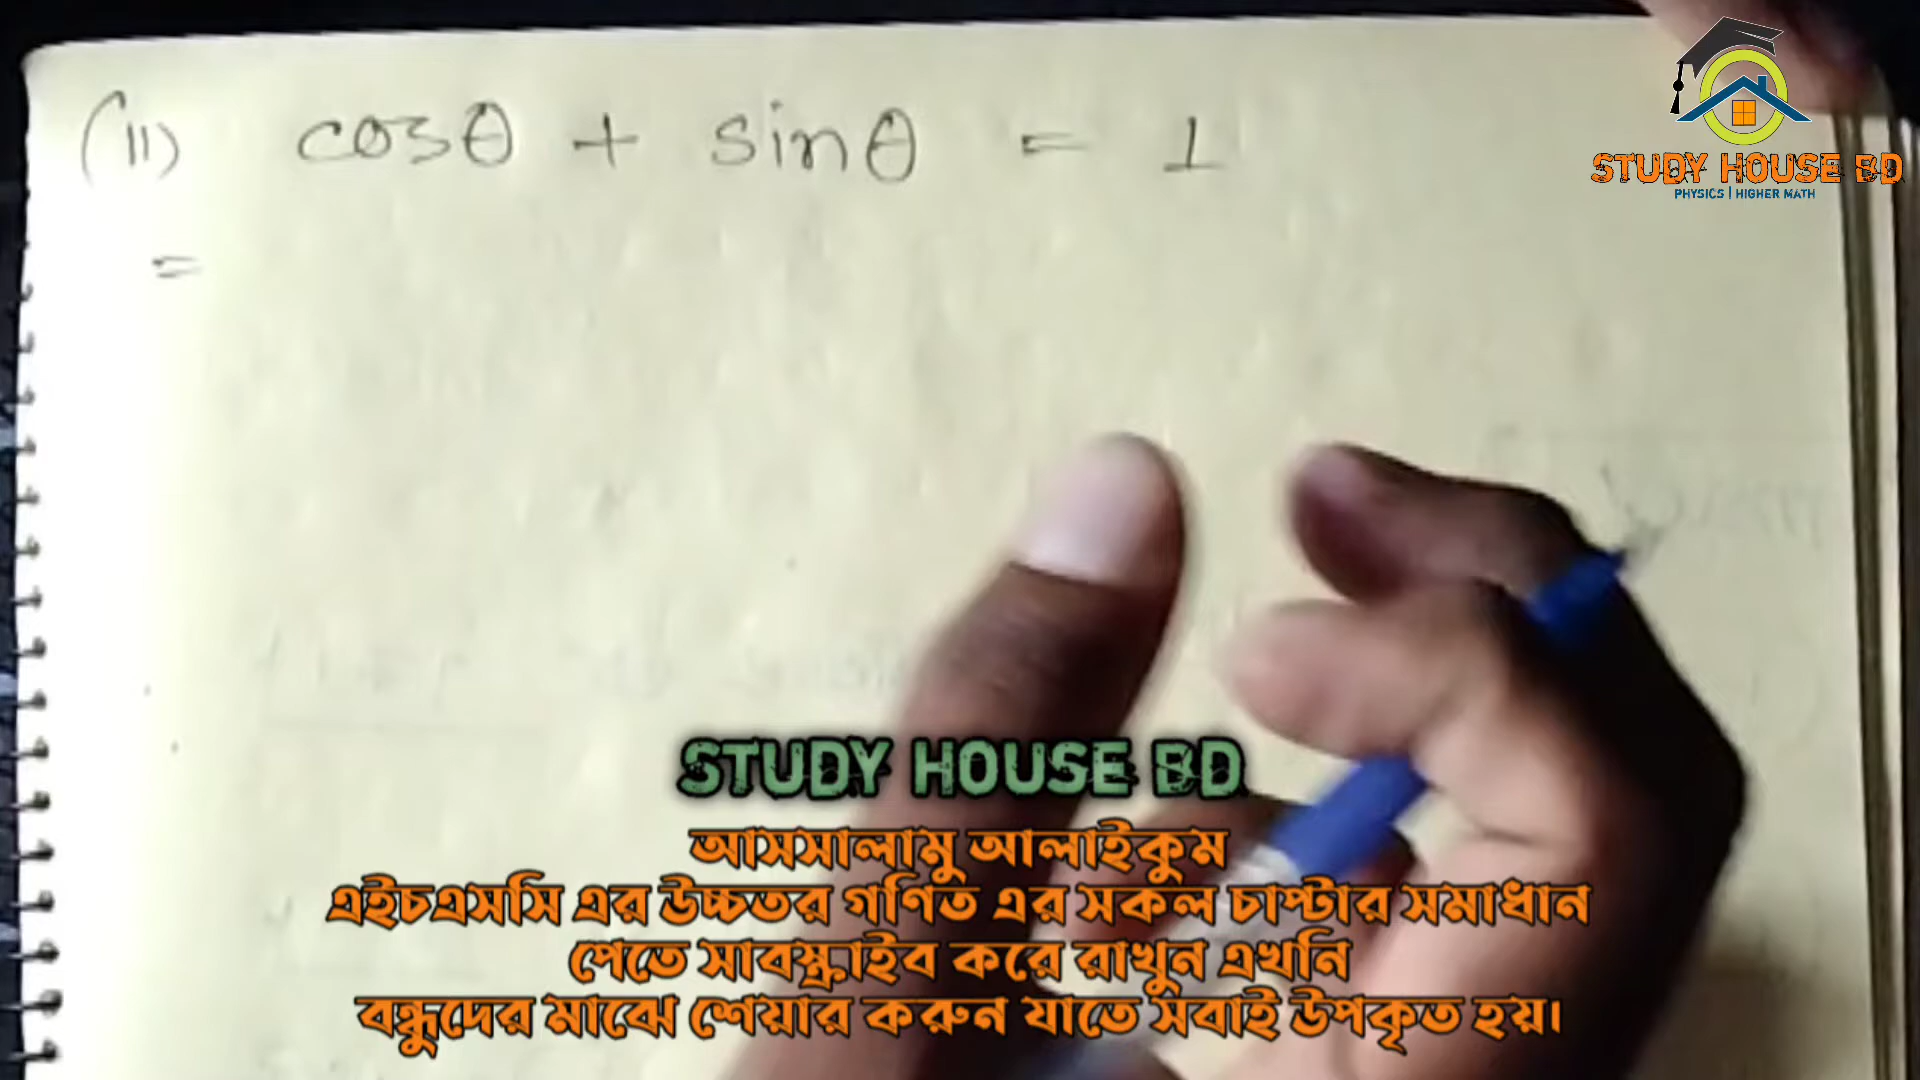 (ii) cosθ + sinθ = 1
=
STUDY HOUSE BD
PHYSICS | HIGHER MATH
STUDY HOUSE BD
আসসালামু আলাইকুম
এইচএসসি এর উচ্চতর গণিত এর সকল চাপ্টার সমাধান
পেতে সাবস্ক্রাইব করে রাখুন এখনি
বন্ধুদের মাঝে শেয়ার করুন যাতে সবাই উপকৃত হয়।